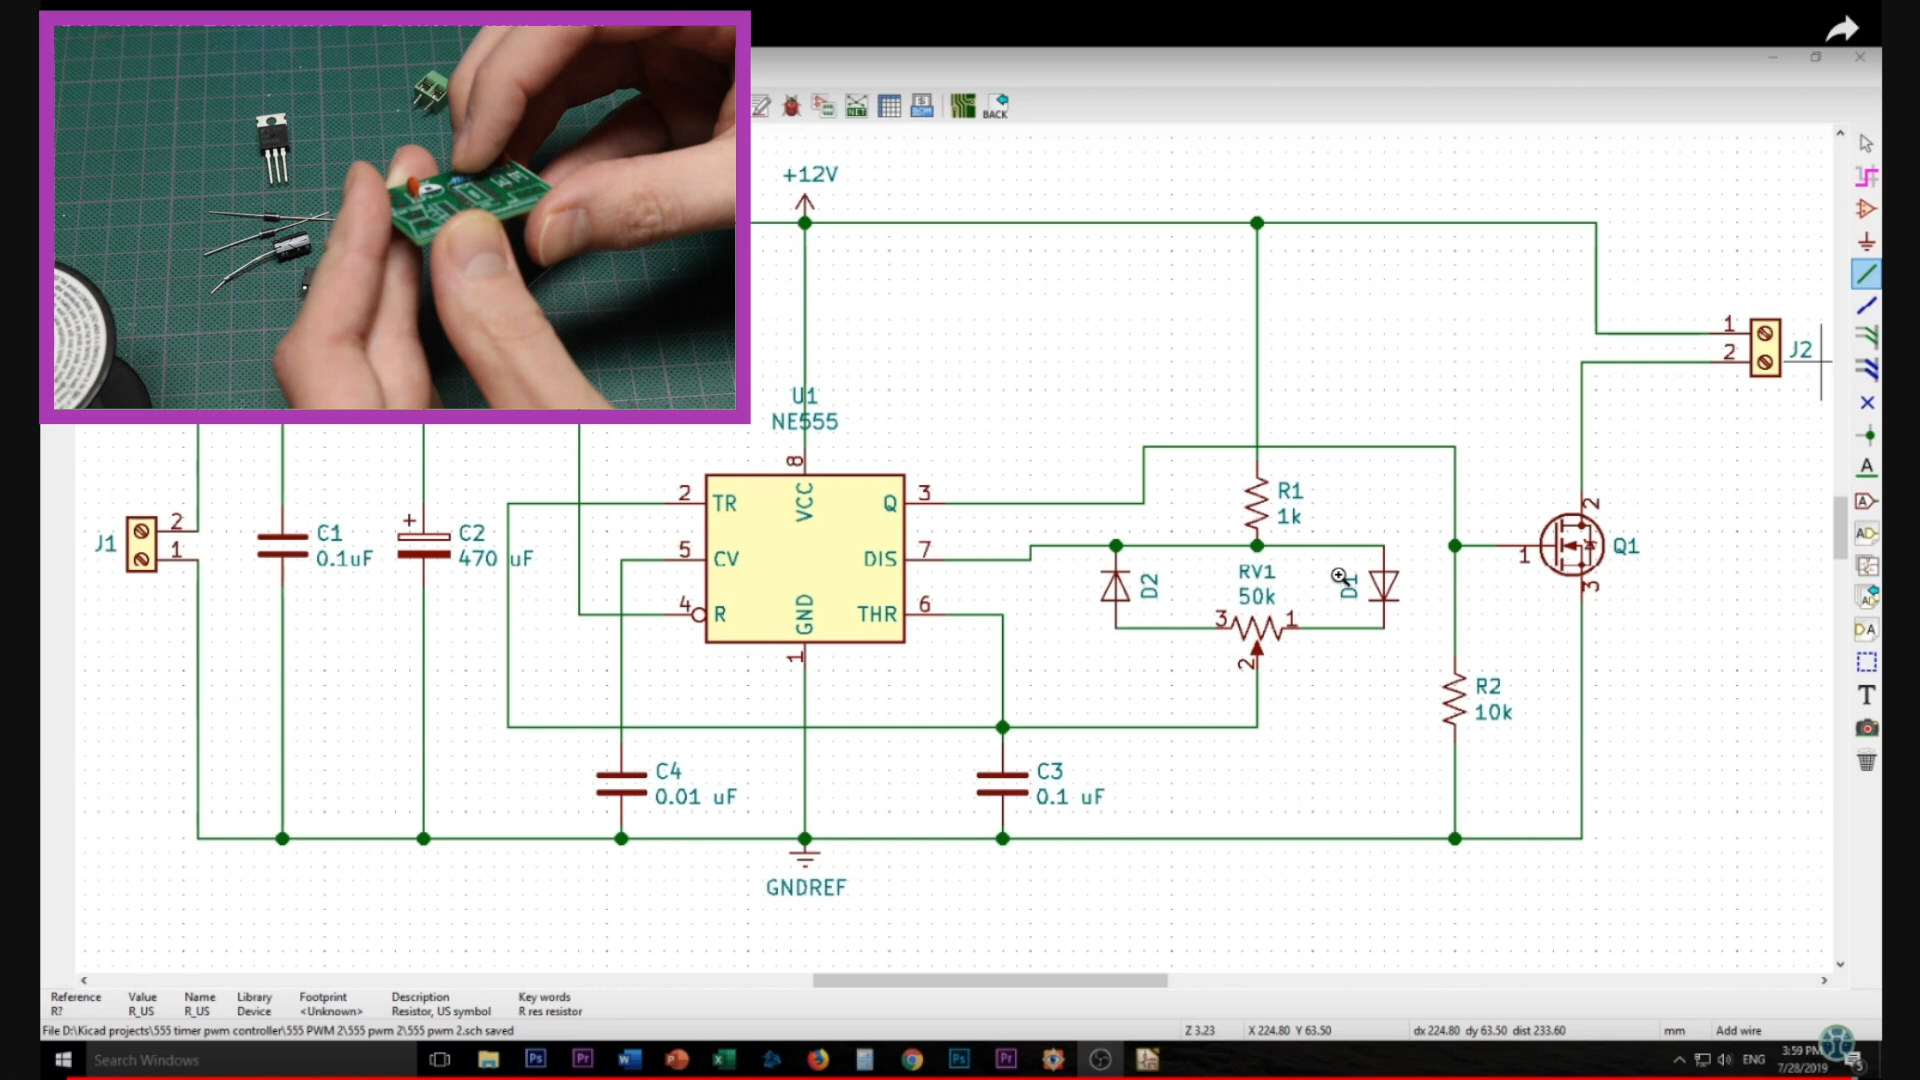 BACK
+12V
U1
NE555
8
VCC
2
TR
Q
3
5
CV
DIS
7
4
R
THR
6
GND
1
J1
2
1
C1
0.1uF
+
C2
470 uF
R1
1k
D2
RV1
50k
D1
3
1
2
1
2
J2
2
1
3
Q1
R2
10k
C4
0.01 uF
C3
0.1 uF
GNDREF
Reference Value Name Library Footprint Description Key words
R? R_US R_US Device <Unknown> Resistor, US symbol R res resistor
File D:\Kicad projects\555 timer pwm controller\555 PWM 2\555 pwm 2\555 pwm 2.sch saved
Z 3.23 X 224.80 Y 63.50 dx 224.80 dy 63.50 dist 233.60 mm Add wire
Search Windows
ENG
3:59 PM
7/28/2019